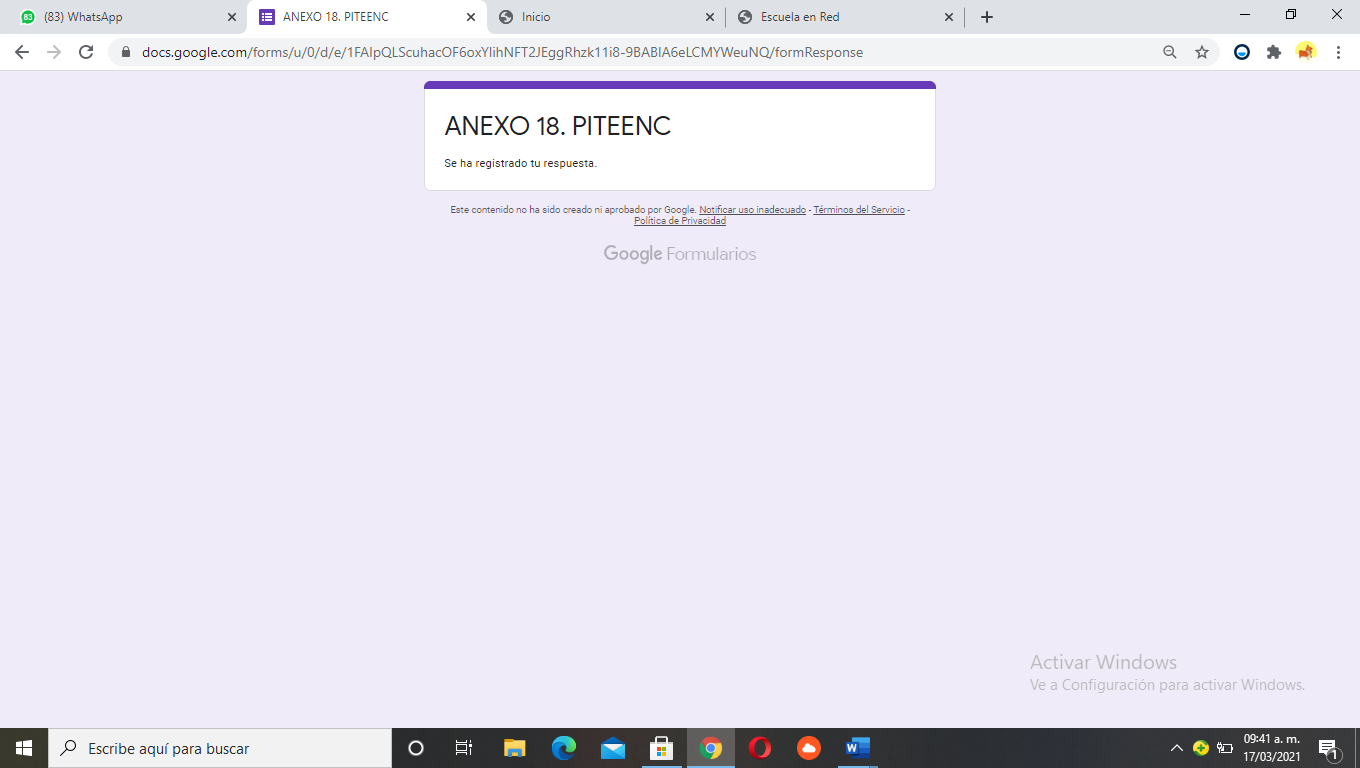 (83) WhatsApp
ANEXO 18. PITEENC
Inicio
Escuela en Red
docs.google.com/forms/u/0/d/e/1FAIpQLScuhacOF6oxYlihNFT2JEggRhzk11i8-9BABlA6eLCMYWeuNQ/formResponse
ANEXO 18. PITEENC
Se ha registrado tu respuesta.
Este contenido no ha sido creado ni aprobado por Google. Notificar uso inadecuado - Términos del Servicio -
Política de Privacidad
Google Formularios
Activar Windows
Ve a Configuración para activar Windows.
Escribe aquí para buscar
09:41 a. m.
17/03/2021
1